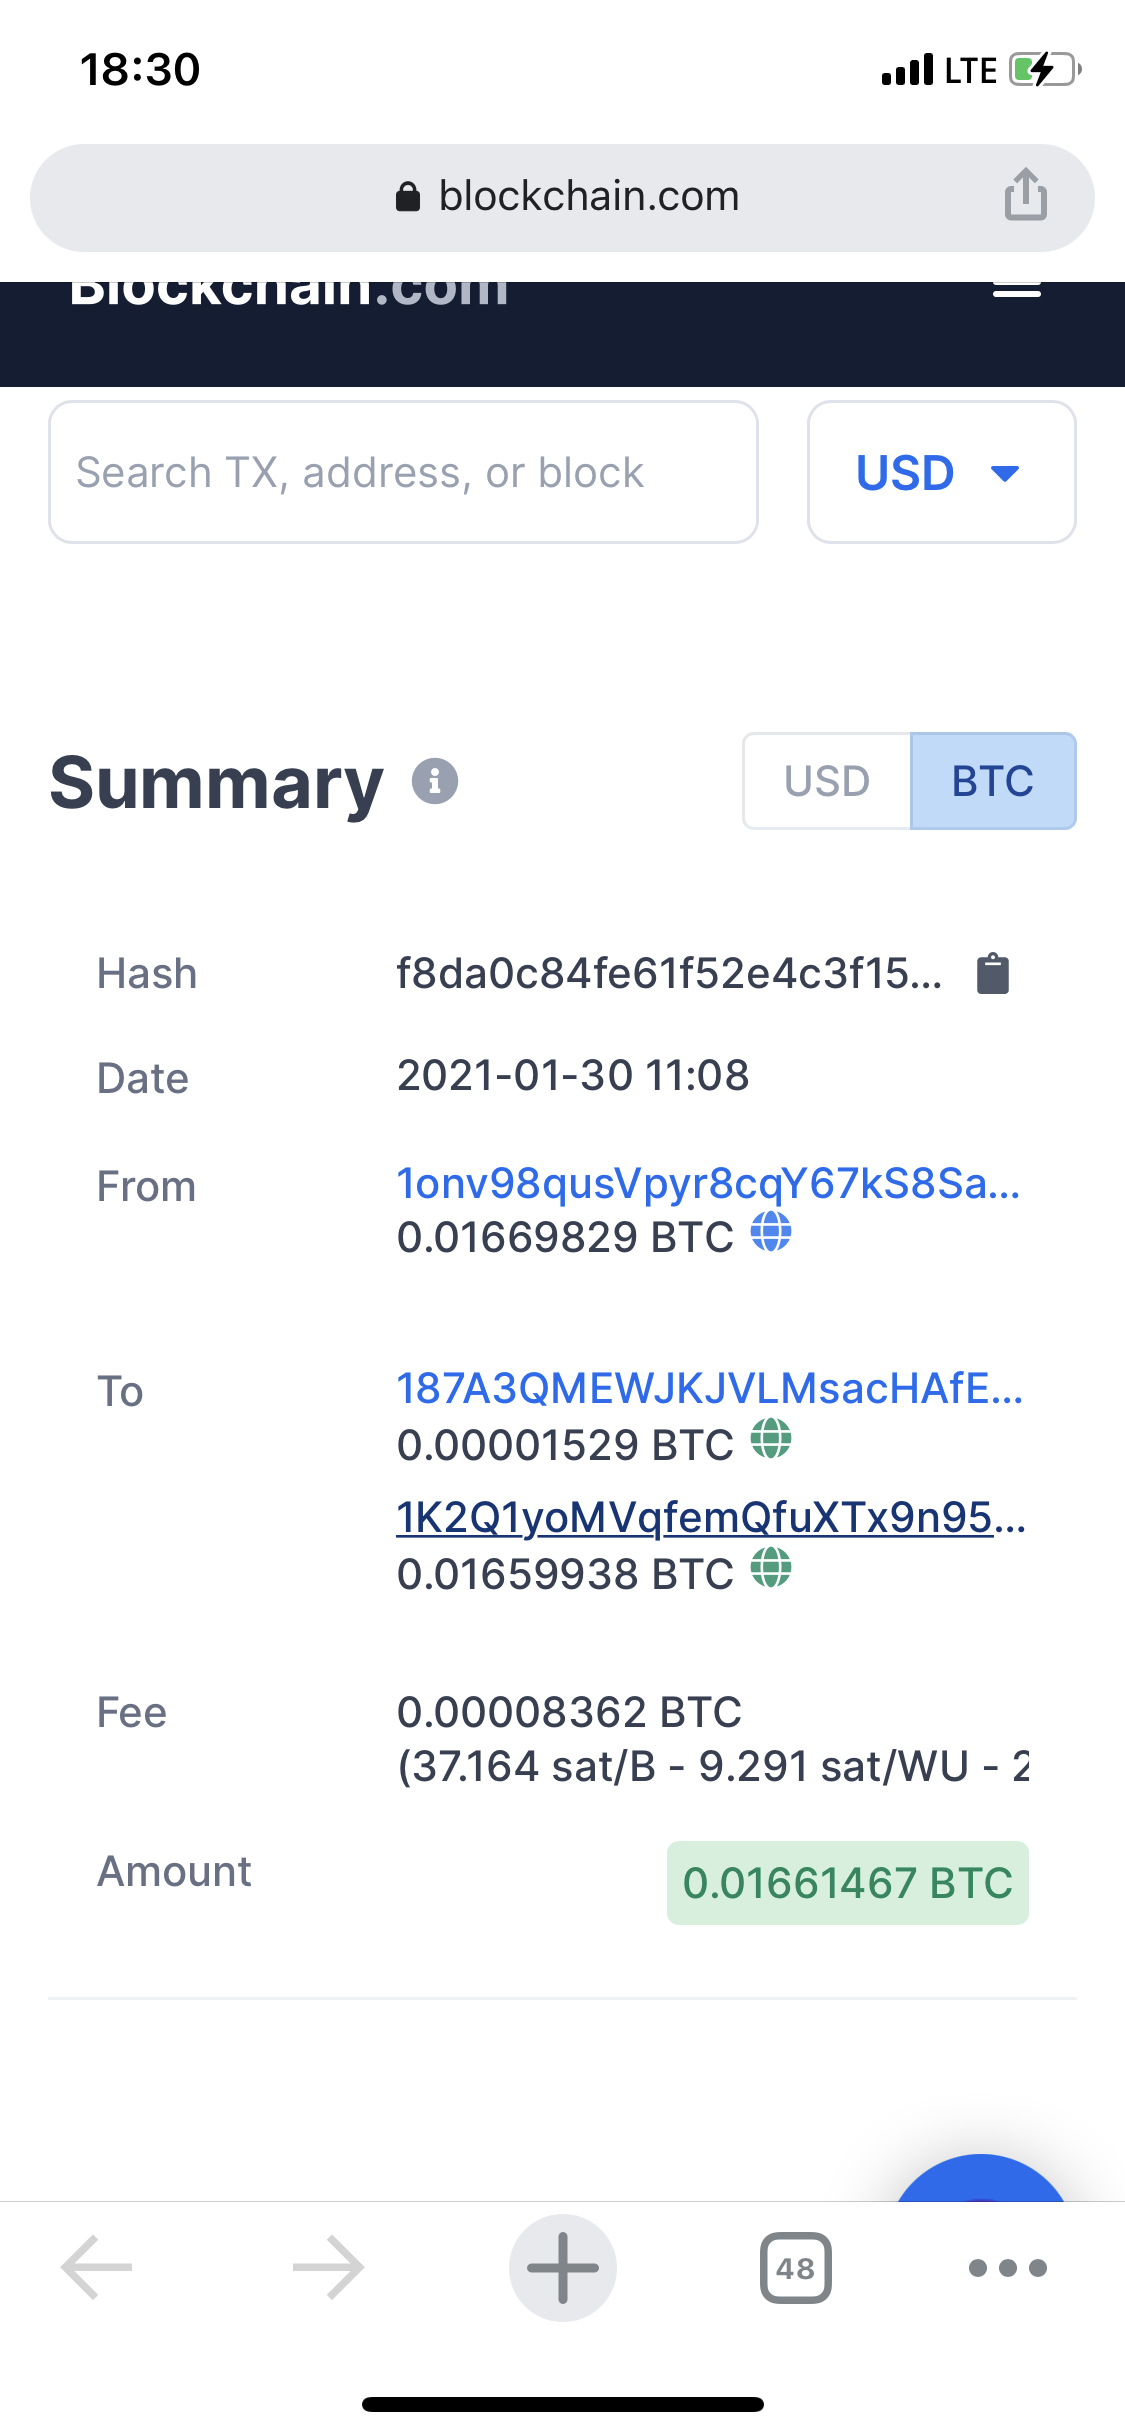 18:30
LTE
blockchain.com
Blockchain.com
Search TX, address, or block
USD
Summary
USD
BTC
Hash
f8da0c84fe61f52e4c3f15...
Date
2021-01-30 11:08
From
1onv98qusVpyr8cqY67kS8Sa...
0.01669829 BTC
To
187A3QMEWJKJVLMsacHAfE...
0.00001529 BTC
1K2Q1yoMVqfemQfuXTx9n95...
0.01659938 BTC
Fee
0.00008362 BTC
(37.164 sat/B - 9.291 sat/WU - 2
Amount
0.01661467 BTC
48